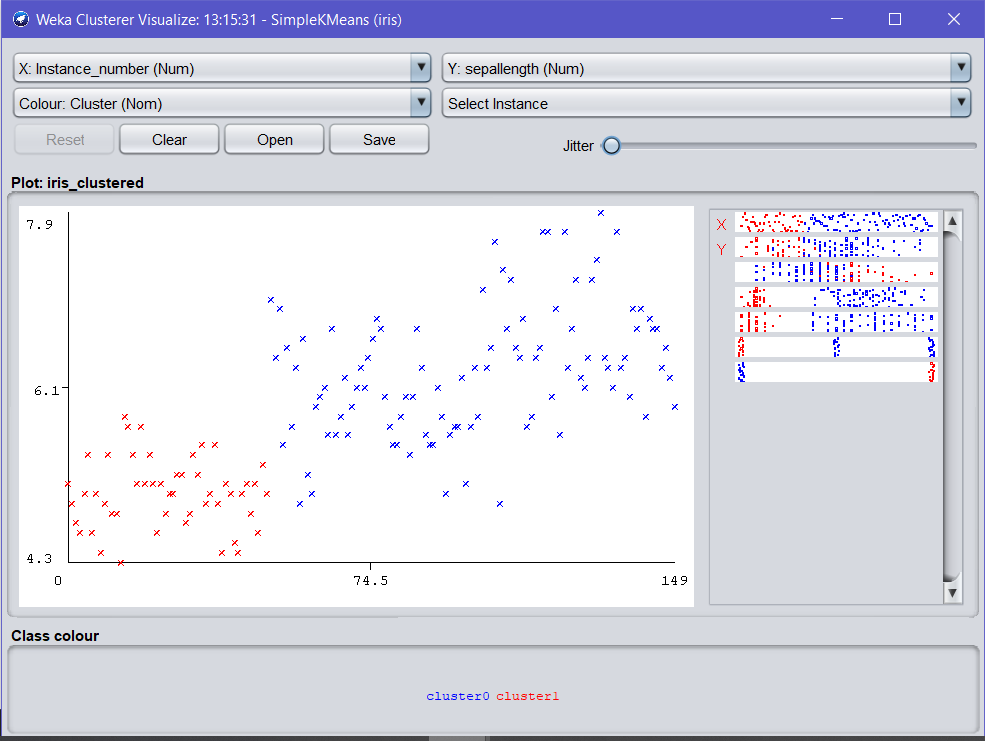 Weka Clusterer Visualize: 13:15:31 - SimpleKMeans (iris)
X: Instance_number (Num) Y: sepallength (Num)
Colour: Cluster (Nom) Select Instance
Reset Clear Open Save Jitter
Plot: iris_clustered
7.9
6.1
4.3
0 74.5 149
X
Y
Class colour
cluster0 cluster1